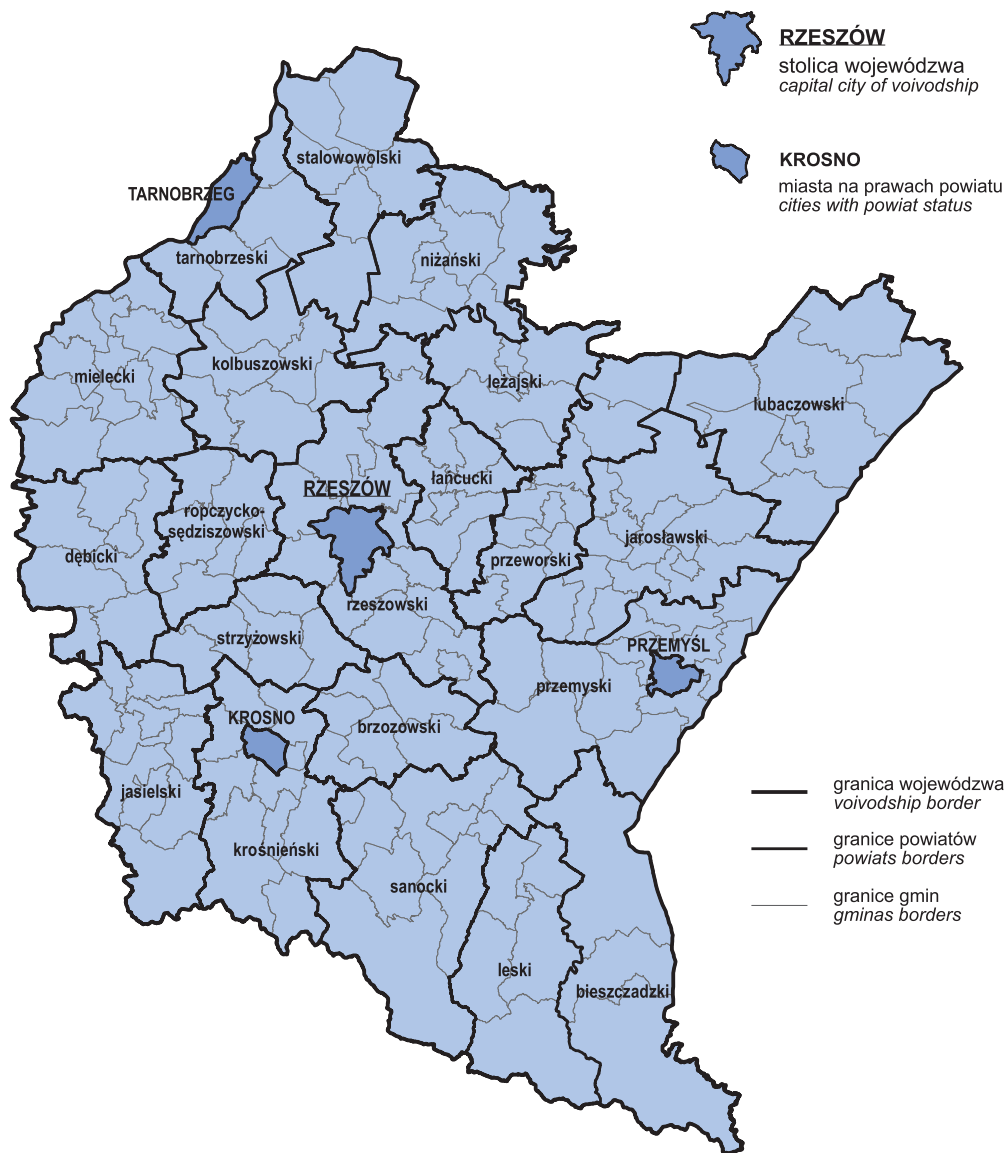 RZESZÓW
stolica wojewódzwa
capital city of voivodship
KROSNO
miasta na prawach powiatu
cities with powiat status
stalowowolski
TARNOBRZEG
tarnobrzeski
niżański
mielecki
kolbuszowski
leżajski
lubaczowski
RZESZÓW
łańcucki
ropczycko-
sędziszowski
dębicki
przeworski
jarosławski
rzeszowski
strzyżowski
PRZEMYŚL
przemyski
KROSNO
brzozowski
jasielski
krośnieński
sanocki
leski
bieszczadzki
granica wojewódzwa
voivodship border
granice powiatów
powiats borders
granice gmin
gminas borders